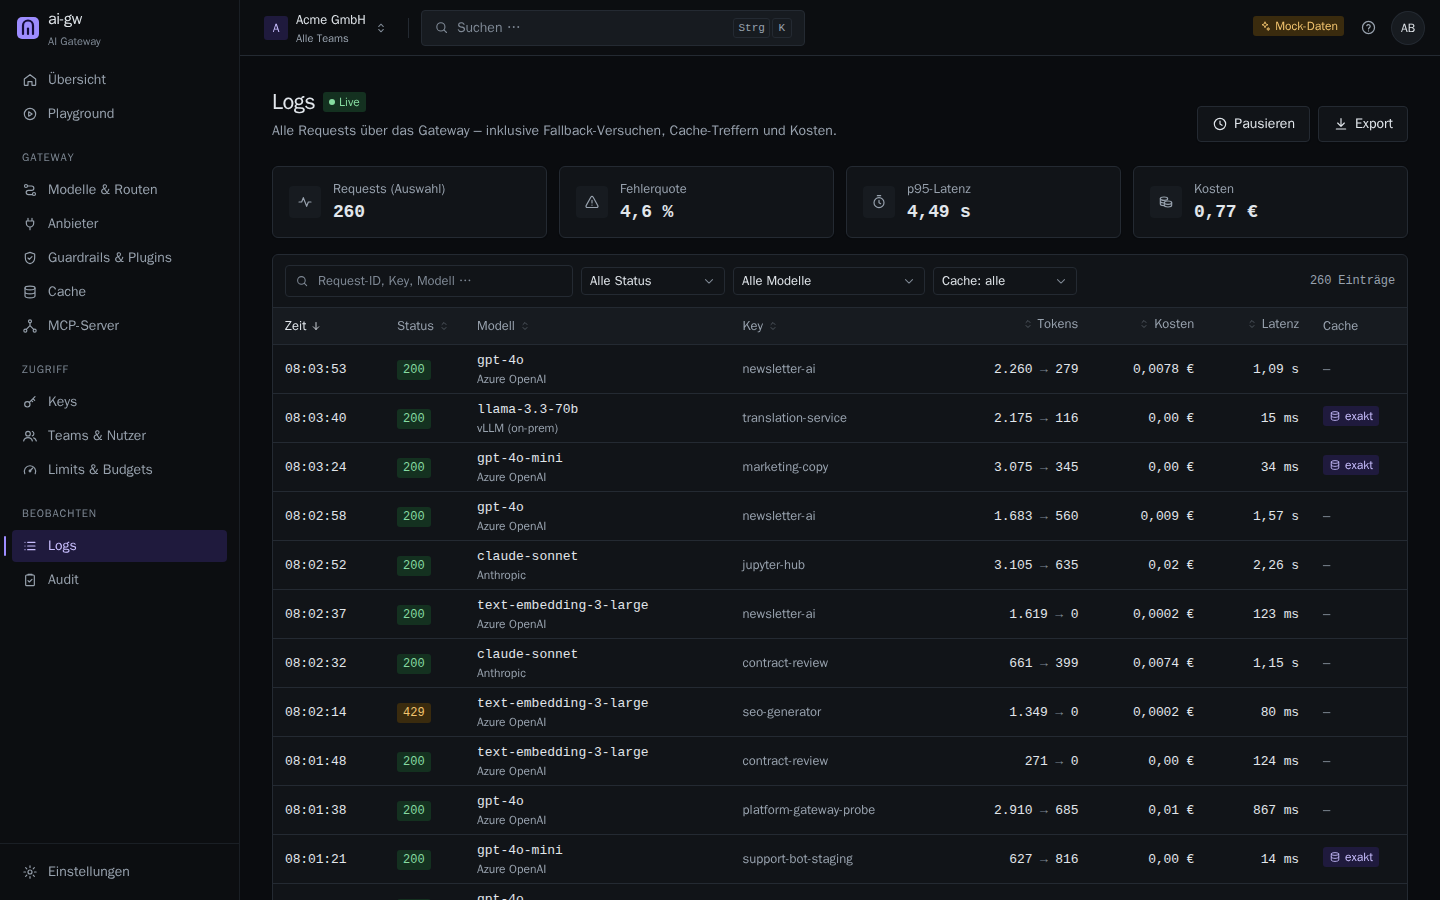 ai-gw
AI Gateway
Acme GmbH
Alle Teams
A
Suchen ···
Strg K
Mock-Daten
AB
Übersicht
Playground
GATEWAY
Modelle & Routen
Anbieter
Guardrails & Plugins
Cache
MCP-Server
ZUGRIFF
Keys
Teams & Nutzer
Limits & Budgets
BEOBACHTEN
Logs
Audit
Einstellungen
Logs Live
Alle Requests über das Gateway – inklusive Fallback-Versuchen, Cache-Treffern und Kosten.
Pausieren
Export
Requests (Auswahl)
260
Fehlerquote
4,6 %
p95-Latenz
4,49 s
Kosten
0,77 €
Request-ID, Key, Modell ···
Alle Status
Alle Modelle
Cache: alle
260 Einträge
Zeit ↓ Status Modell Key Tokens Kosten Latenz Cache
08:03:53 200 gpt-4o newsletter-ai 2.260 → 279 0,0078 € 1,09 s –
Azure OpenAI
08:03:40 200 llama-3.3-70b translation-service 2.175 → 116 0,00 € 15 ms exakt
vLLM (on-prem)
08:03:24 200 gpt-4o-mini marketing-copy 3.075 → 345 0,00 € 34 ms exakt
Azure OpenAI
08:02:58 200 gpt-4o newsletter-ai 1.683 → 560 0,009 € 1,57 s –
Azure OpenAI
08:02:52 200 claude-sonnet jupyter-hub 3.105 → 635 0,02 € 2,26 s –
Anthropic
08:02:37 200 text-embedding-3-large newsletter-ai 1.619 → 0 0,0002 € 123 ms –
Azure OpenAI
08:02:32 200 claude-sonnet contract-review 661 → 399 0,0074 € 1,15 s –
Anthropic
08:02:14 429 text-embedding-3-large seo-generator 1.349 → 0 0,0002 € 80 ms –
Azure OpenAI
08:01:48 200 text-embedding-3-large contract-review 271 → 0 0,00 € 124 ms –
Azure OpenAI
08:01:38 200 gpt-4o platform-gateway-probe 2.910 → 685 0,01 € 867 ms –
Azure OpenAI
08:01:21 200 gpt-4o-mini support-bot-staging 627 → 816 0,00 € 14 ms exakt
Azure OpenAI
gpt-4o